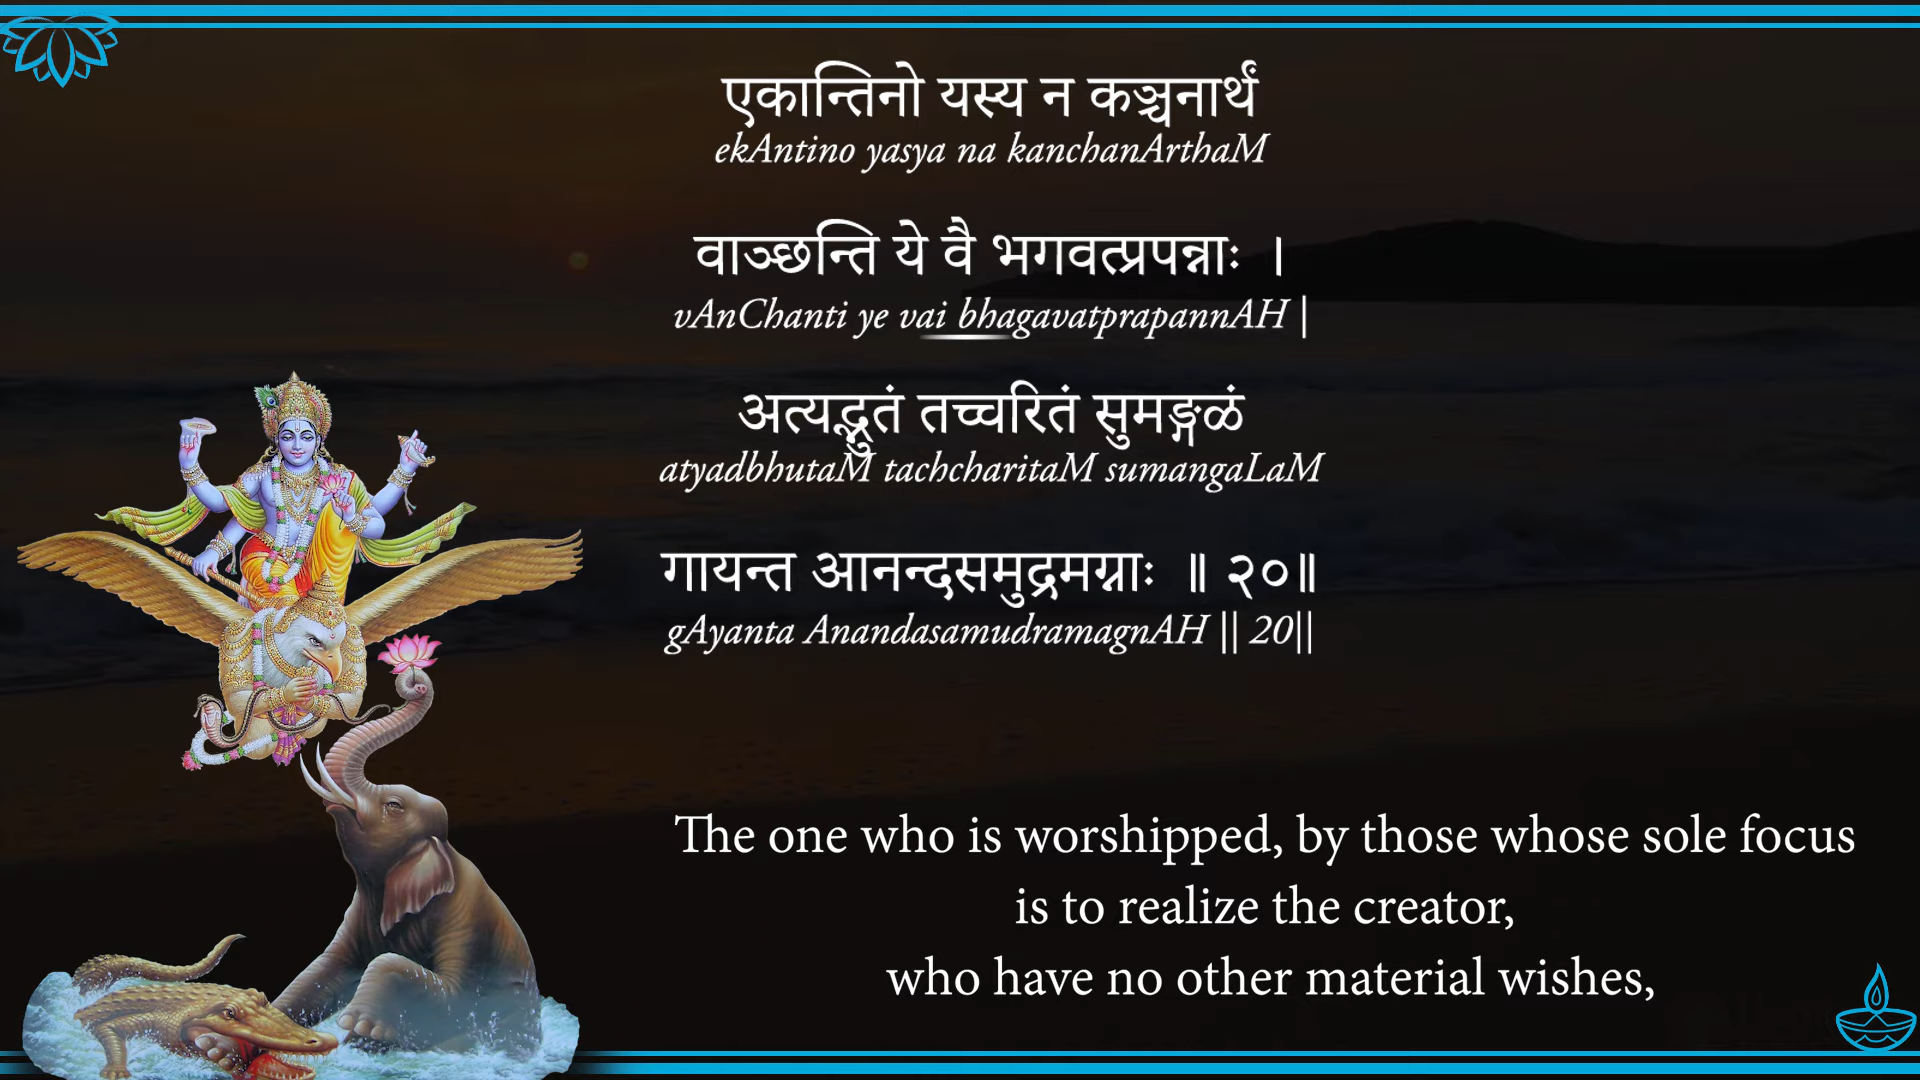 एकान्तिनो यस्य न कञ्चनार्थं
ekAntino yasya na kanchanArthaM
वाञ्छन्ति ये वै भगवत्प्रपन्नाः ।
vAnChanti ye vai bhagavatprapannAH |
अत्यद्भुतं तच्चरितं सुमङ्गळं
atyadbhutaM tachcharitaM sumangaLaM
गायन्त आनन्दसमुद्रमग्नाः ॥ २०॥
gAyanta AnandasamudramagnAH || 20||
The one who is worshipped, by those whose sole focus
is to realize the creator,
who have no other material wishes,